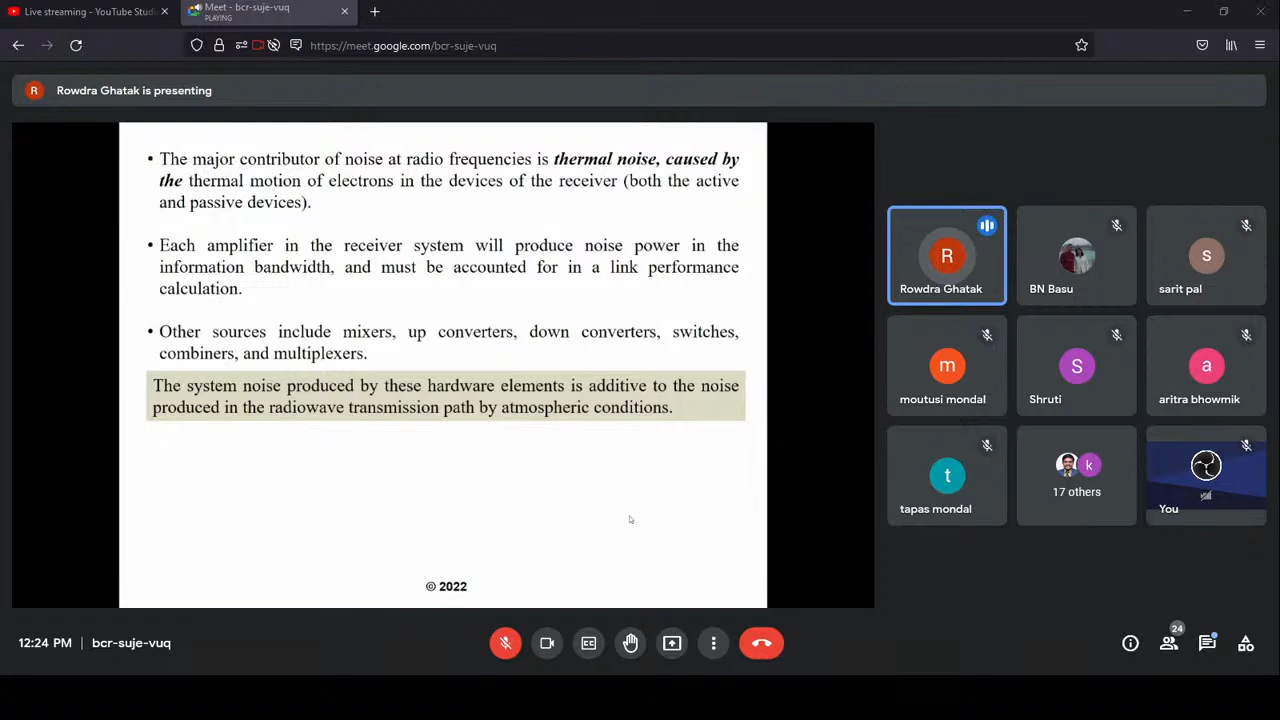 Live streaming - YouTube Stud
Meet - bcr-suje-vuq
PLAYING
https://meet.google.com/bcr-suje-vuq
R
Rowdra Ghatak is presenting
• The major contributor of noise at radio frequencies is thermal noise, caused by
the thermal motion of electrons in the devices of the receiver (both the active
and passive devices).
• Each amplifier in the receiver system will produce noise power in the
information bandwidth, and must be accounted for in a link performance
calculation.
• Other sources include mixers, up converters, down converters, switches,
combiners, and multiplexers.
The system noise produced by these hardware elements is additive to the noise
produced in the radiowave transmission path by atmospheric conditions.
© 2022
R
Rowdra Ghatak
BN Basu
s
sarit pal
m
moutusi mondal
S
Shruti
a
aritra bhowmik
t
tapas mondal
k
17 others
You
12:24 PM | bcr-suje-vuq
CC
24